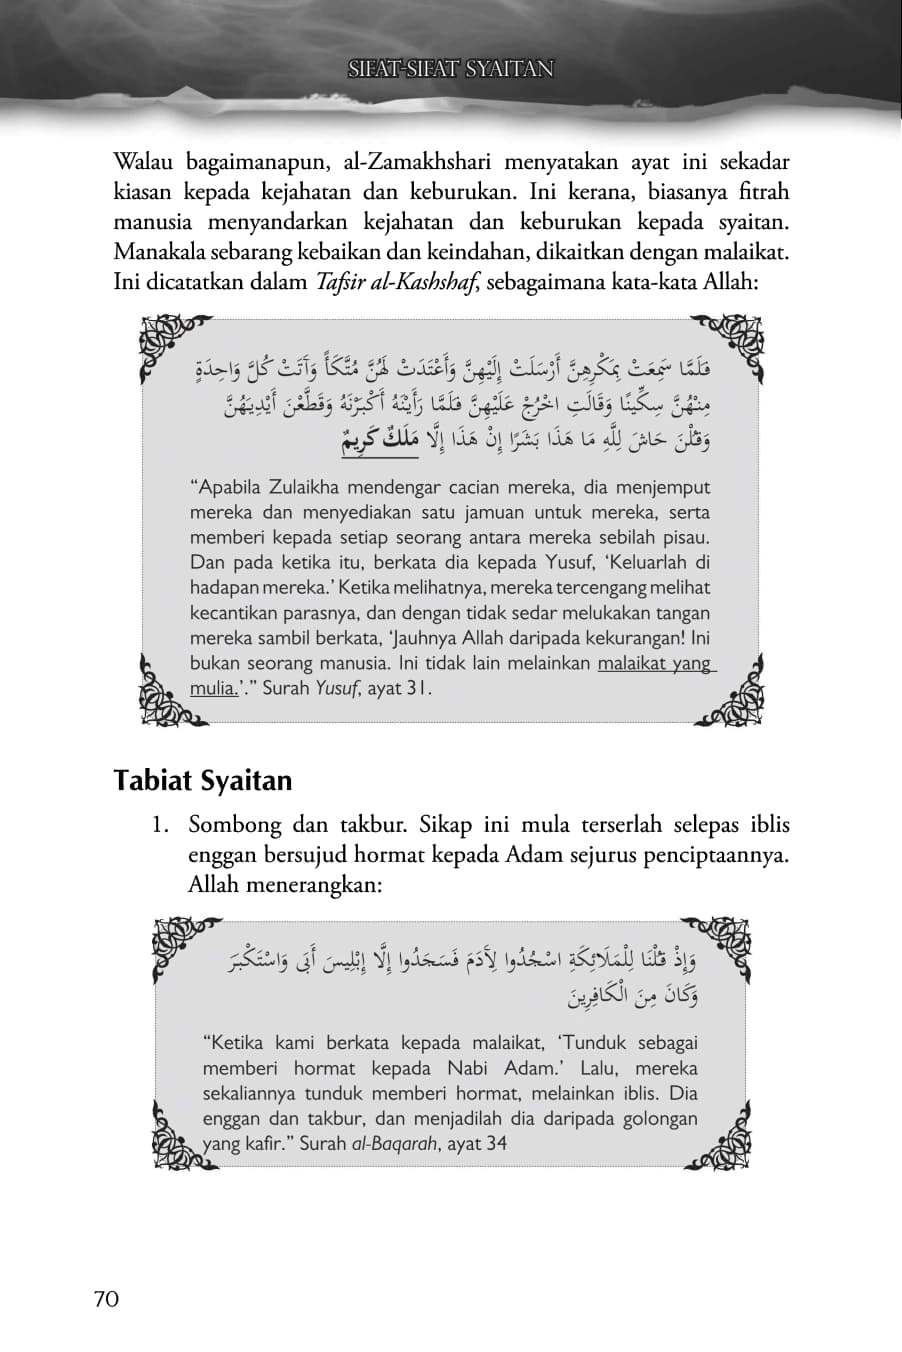 SIFAT-SIFAT SYAITAN
Walau bagaimanapun, al-Zamakhshari menyatakan ayat ini sekadar
kiasan kepada kejahatan dan keburukan. Ini kerana, biasanya fitrah
manusia menyandarkan kejahatan dan keburukan kepada syaitan.
Manakala sebarang kebaikan dan keindahan, dikaitkan dengan malaikat.
Ini dicatatkan dalam Tafsir al-Kashshaf, sebagaimana kata-kata Allah:
فَلَمَّا سَمِعَتْ بِمَكْرِهِنَّ أَرْسَلَتْ إِلَيْهِنَّ وَأَعْتَدَتْ لَهُنَّ مُتَّكَأً وَآتَتْ كُلَّ وَاحِدَةٍ
مِنْهُنَّ سِكِّينًا وَقَالَتِ اخْرُجْ عَلَيْهِنَّ فَلَمَّا رَأَيْنَهُ أَكْبَرْنَهُ وَقَطَّعْنَ أَيْدِيَهُنَّ
وَقُلْنَ حَاشَ لِلَّهِ مَا هَذَا بَشَرًا إِنْ هَذَا إِلَّا مَلَكٌ كَرِيمٌ
“Apabila Zulaikha mendengar cacian mereka, dia menjemput
mereka dan menyediakan satu jamuan untuk mereka, serta
memberi kepada setiap seorang antara mereka sebilah pisau.
Dan pada ketika itu, berkata dia kepada Yusuf, ‘Keluarlah di
hadapan mereka.’ Ketika melihatnya, mereka tercengang melihat
kecantikan parasnya, dan dengan tidak sedar melukakan tangan
mereka sambil berkata, ‘Jauhnya Allah daripada kekurangan! Ini
bukan seorang manusia. Ini tidak lain melainkan malaikat yang
mulia.’.” Surah Yusuf, ayat 31.
Tabiat Syaitan
1. Sombong dan takbur. Sikap ini mula terserlah selepas iblis
enggan bersujud hormat kepada Adam sejurus penciptaannya.
Allah menerangkan:
وَإِذْ قُلْنَا لِلْمَلَائِكَةِ اسْجُدُوا لِآدَمَ فَسَجَدُوا إِلَّا إِبْلِيسَ أَبَى وَاسْتَكْبَرَ
وَكَانَ مِنَ الْكَافِرِينَ
“Ketika kami berkata kepada malaikat, ‘Tunduk sebagai
memberi hormat kepada Nabi Adam.’ Lalu, mereka
sekaliannya tunduk memberi hormat, melainkan iblis. Dia
enggan dan takbur, dan menjadilah dia daripada golongan
yang kafir.” Surah al-Baqarah, ayat 34
70